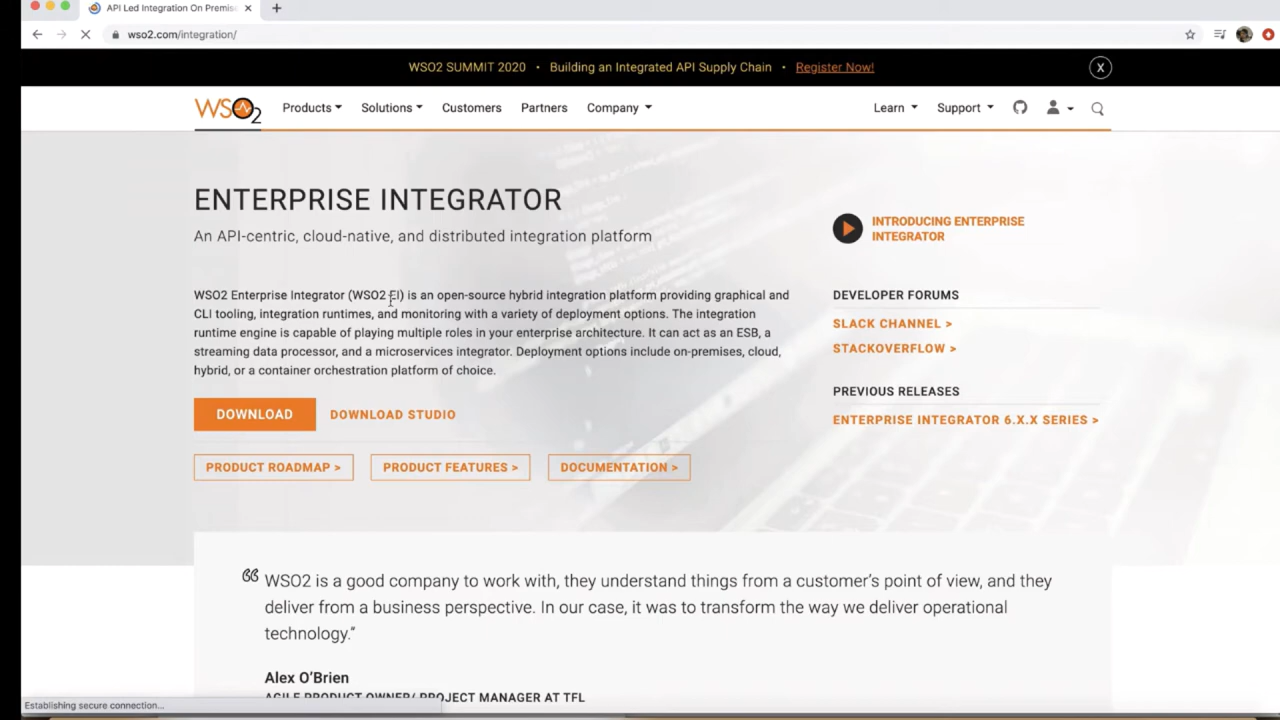 API Led Integration On Premis
wso2.com/integration/
WSO2 SUMMIT 2020 • Building an Integrated API Supply Chain • Register Now!
X
WSO2
Products
Solutions
Customers
Partners
Company
Learn
Support
ENTERPRISE INTEGRATOR
An API-centric, cloud-native, and distributed integration platform
WSO2 Enterprise Integrator (WSO2 EI) is an open-source hybrid integration platform providing graphical and
CLI tooling, integration runtimes, and monitoring with a variety of deployment options. The integration
runtime engine is capable of playing multiple roles in your enterprise architecture. It can act as an ESB, a
streaming data processor, and a microservices integrator. Deployment options include on-premises, cloud,
hybrid, or a container orchestration platform of choice.
DOWNLOAD
DOWNLOAD STUDIO
PRODUCT ROADMAP >
PRODUCT FEATURES >
DOCUMENTATION >
INTRODUCING ENTERPRISE
INTEGRATOR
DEVELOPER FORUMS
SLACK CHANNEL >
STACKOVERFLOW >
PREVIOUS RELEASES
ENTERPRISE INTEGRATOR 6.X.X SERIES >
“WSO2 is a good company to work with, they understand things from a customer’s point of view, and they
deliver from a business perspective. In our case, it was to transform the way we deliver operational
technology.“
Alex O’Brien
AGILE PRODUCT OWNER/ PROJECT MANAGER AT TFL
Establishing secure connection...